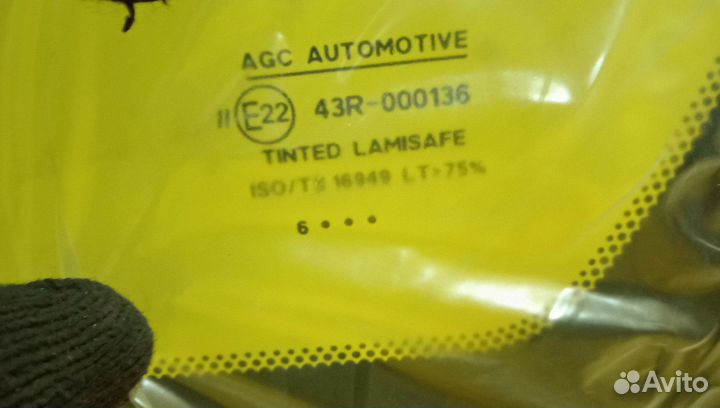 AGC AUTOMOTIVE
II E22 43R-000136
TINTED LAMISAFE
ISO/TS 16949 LT>75%
6 • • •
Avito